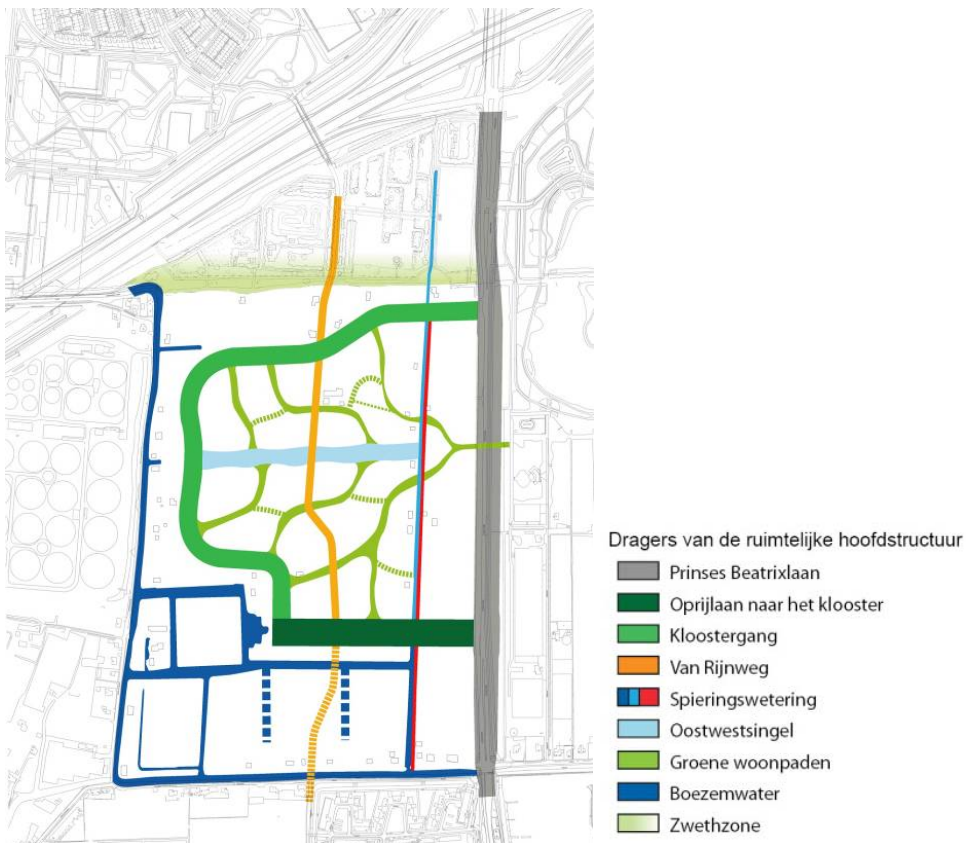 Dragers van de ruimtelijke hoofdstructuur
Prinses Beatrixlaan
Oprijlaan naar het klooster
Kloostergang
Van Rijnweg
Spieringswetering
Oostwestsingel
Groene woonpaden
Boezemwater
Zwethzone